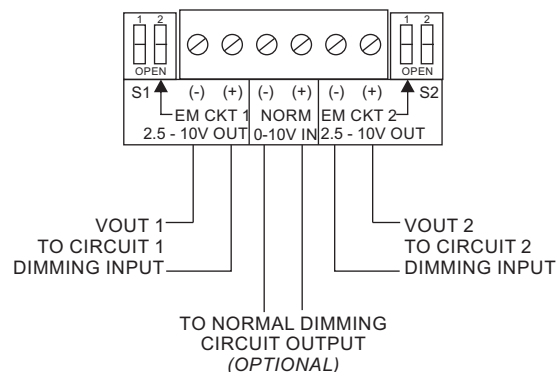 1 2
OPEN
1 2
OPEN
S1 (-) (+) (-) (+) (-) (+) S2
EM CKT 1 NORM EM CKT 2
2.5 - 10V OUT 0-10V IN 2.5 - 10V OUT
VOUT 1
TO CIRCUIT 1
DIMMING INPUT
VOUT 2
TO CIRCUIT 2
DIMMING INPUT
TO NORMAL DIMMING
CIRCUIT OUTPUT
(OPTIONAL)